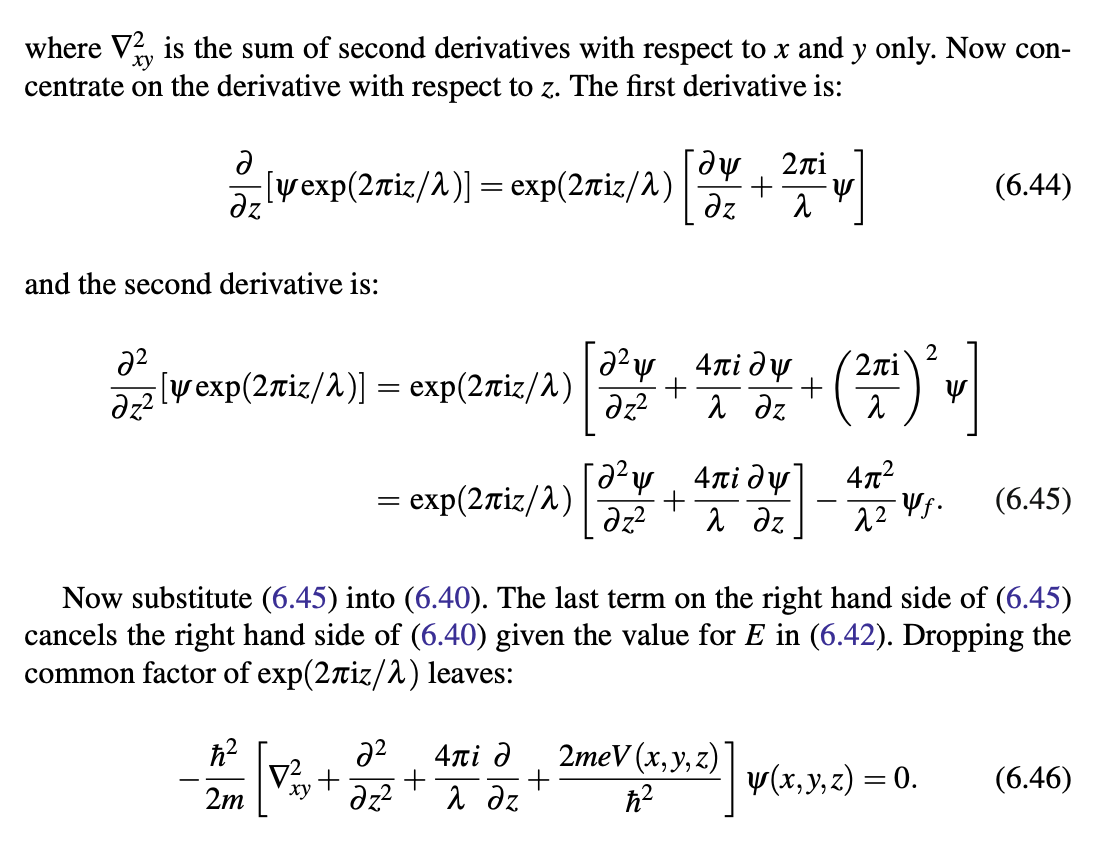 where ∇²ₓᵧ is the sum of second derivatives with respect to x and y only. Now con-
centrate on the derivative with respect to z. The first derivative is:
∂/∂z [ψ exp(2πiz/λ)] = exp(2πiz/λ) [∂ψ/∂z + (2πi/λ) ψ] (6.44)
and the second derivative is:
∂²/∂z² [ψ exp(2πiz/λ)] = exp(2πiz/λ) [∂²ψ/∂z² + (4πi/λ) ∂ψ/∂z + (2πi/λ)² ψ]
= exp(2πiz/λ) [∂²ψ/∂z² + (4πi/λ) ∂ψ/∂z] − (4π²/λ²) ψ_f. (6.45)
Now substitute (6.45) into (6.40). The last term on the right hand side of (6.45)
cancels the right hand side of (6.40) given the value for E in (6.42). Dropping the
common factor of exp(2πiz/λ) leaves:
−ħ²/2m [∇²ₓᵧ + ∂²/∂z² + (4πi/λ) ∂/∂z + 2meV(x,y,z)/ħ²] ψ(x,y,z) = 0. (6.46)